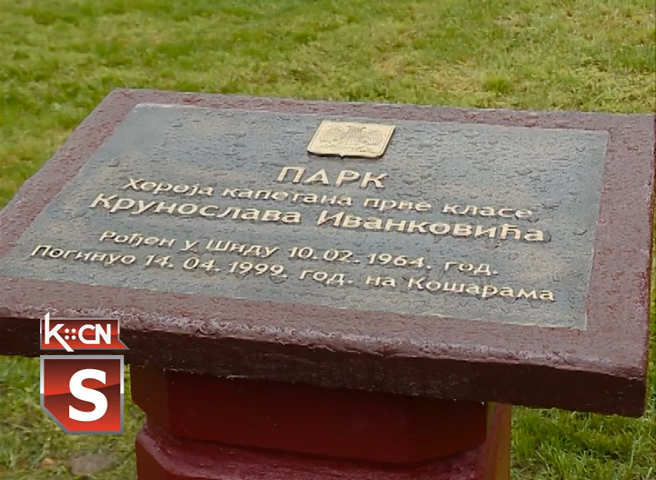 ПАРК
Хероја капетана прве класе
Крунослава Иванковића
Рођен у Шиду 10.02.1964. год.
Погинуо 14.04.1999. год. на Кошарама
K::CN
S